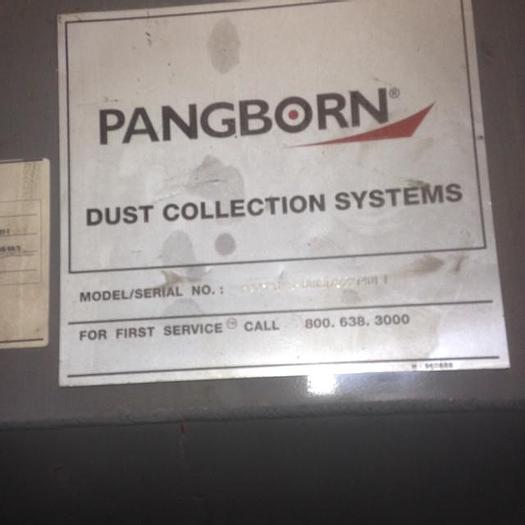 PANGBORN®
DUST COLLECTION SYSTEMS
MODEL/SERIAL NO. :
FOR FIRST SERVICE CALL 800. 638. 3000